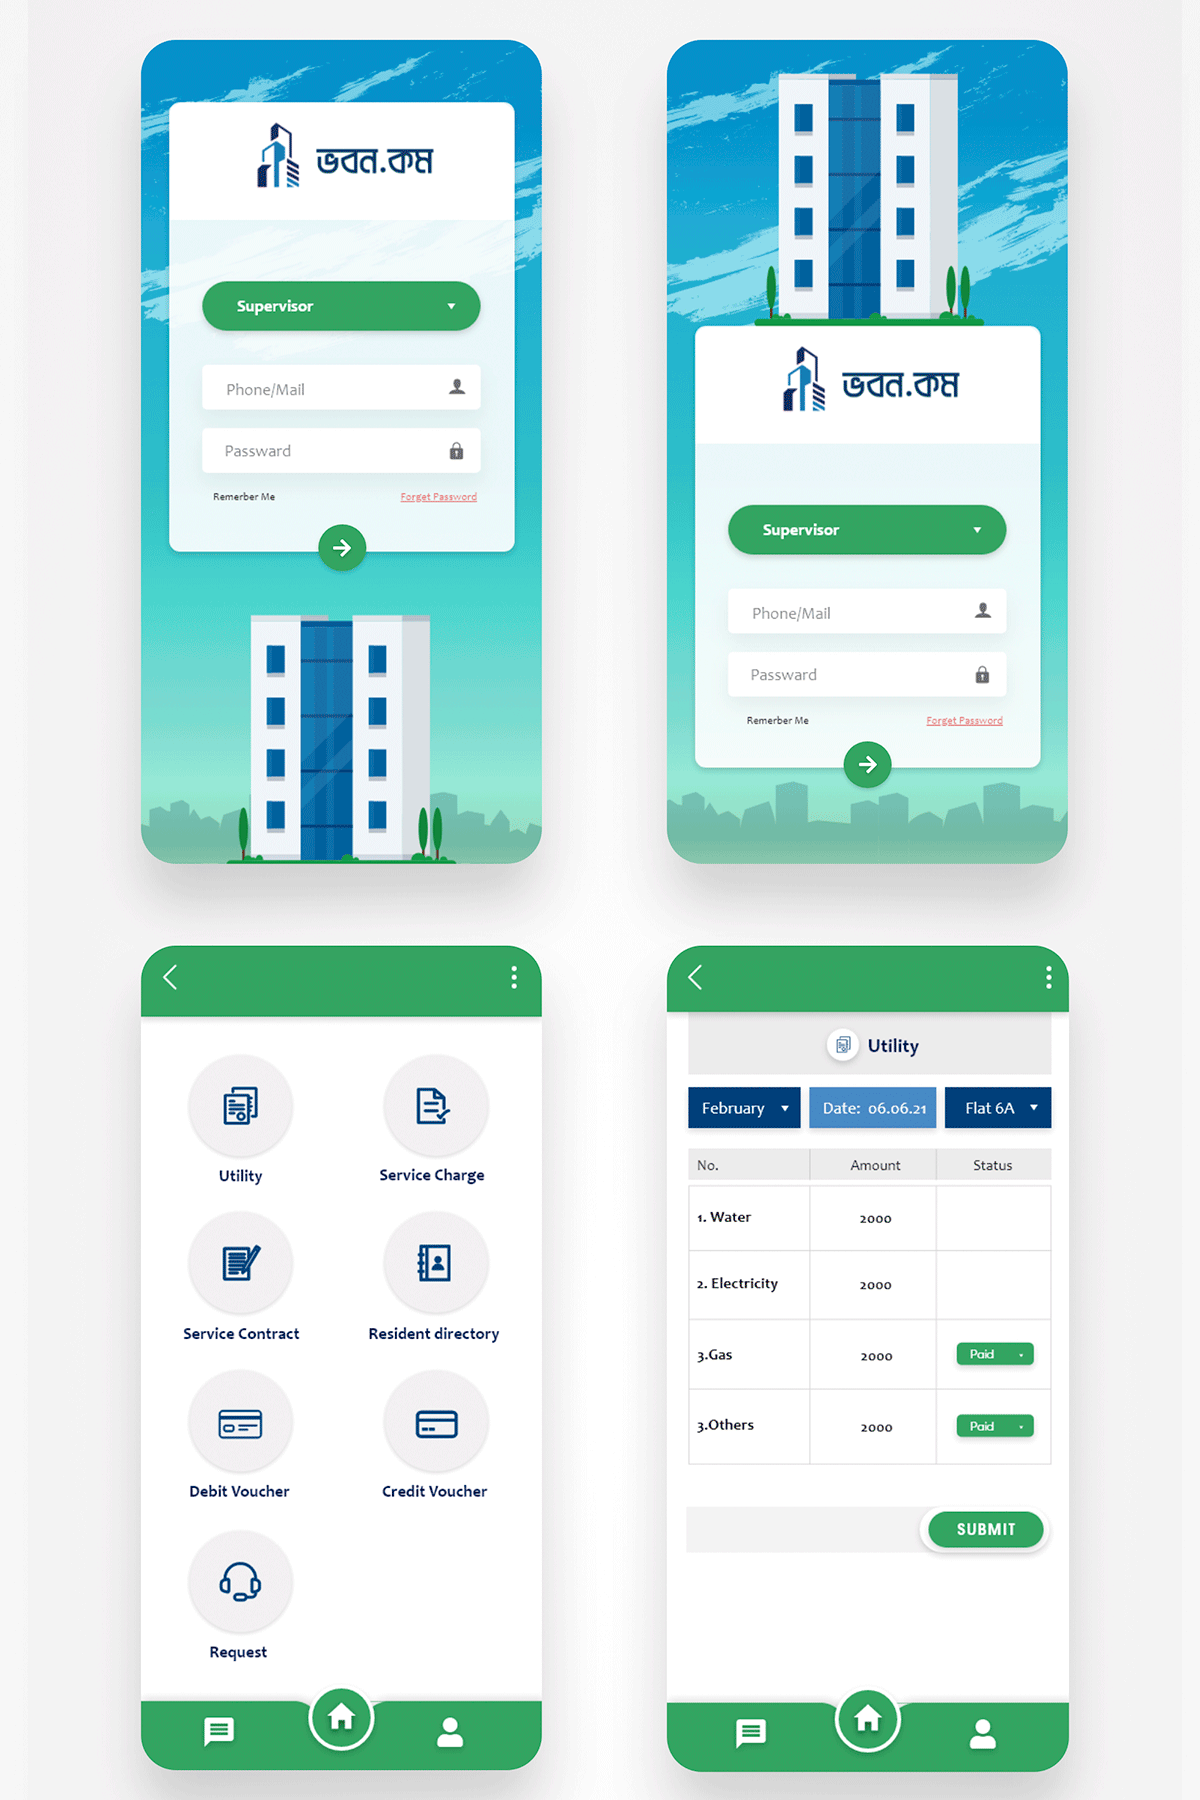 ভবন.কম
Supervisor
Phone/Mail
Passward
Remerber Me
Forget Passward
ভবন.কম
Supervisor
Phone/Mail
Passward
Remerber Me
Forget Passward
Utility
Service Charge
Service Contract
Resident directory
Debit Voucher
Credit Voucher
Request
Utility
February
Date: 06.06.21
Flat 6A
No. Amount Status
1. Water 2000
2. Electricity 2000
3.Gas 2000 Paid
3.Others 2000 Paid
SUBMIT